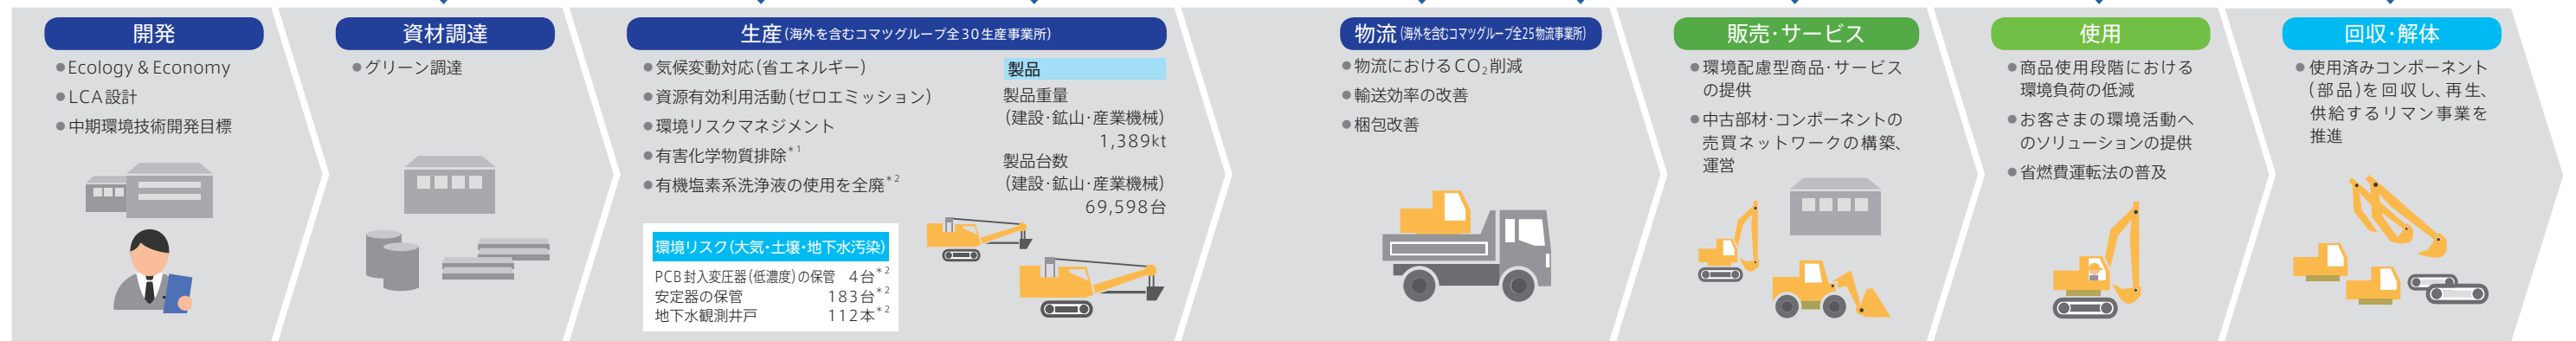 開発
●Ecology & Economy
●LCA設計
●中期環境技術開発目標
資材調達
●グリーン調達
生産(海外を含むコマツグループ全30生産事業所)
●気候変動対応(省エネルギー)
●資源有効利用活動(ゼロエミッション)
●環境リスクマネジメント
●有害化学物質排除*1
●有機塩素系洗浄液の使用を全廃*2
製品
製品重量
(建設・鉱山・産業機械)
1,389kt
製品台数
(建設・鉱山・産業機械)
69,598台
環境リスク(大気・土壌・地下水汚染)
PCB封入変圧器(低濃度)の保管 4台*2
安定器の保管 183台*2
地下水観測井戸 112本*2
物流(海外を含むコマツグループ全25物流事業所)
●物流におけるCO2削減
●輸送効率の改善
●梱包改善
販売・サービス
●環境配慮型商品・サービス
の提供
●中古部材・コンポーネントの
売買ネットワークの構築、
運営
使用
●商品使用段階における
環境負荷の低減
●お客さまの環境活動へ
のソリューションの提供
●省燃費運転法の普及
回収・解体
●使用済みコンポーネント
(部品)を回収し、再生、
供給するリマン事業を
推進